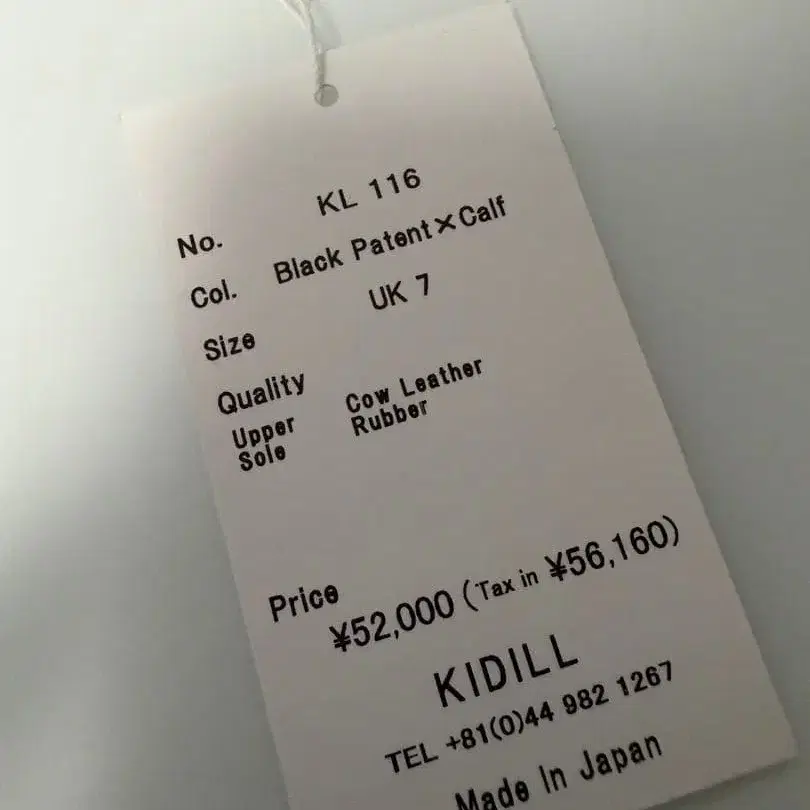 No. KL 116
Col. Black Patent×Calf
Size UK 7
Quality
Upper Cow Leather
Sole Rubber
Price
¥52,000 (Tax in ¥56,160)
KIDILL
TEL +81(0)44 982 1267
Made In Japan